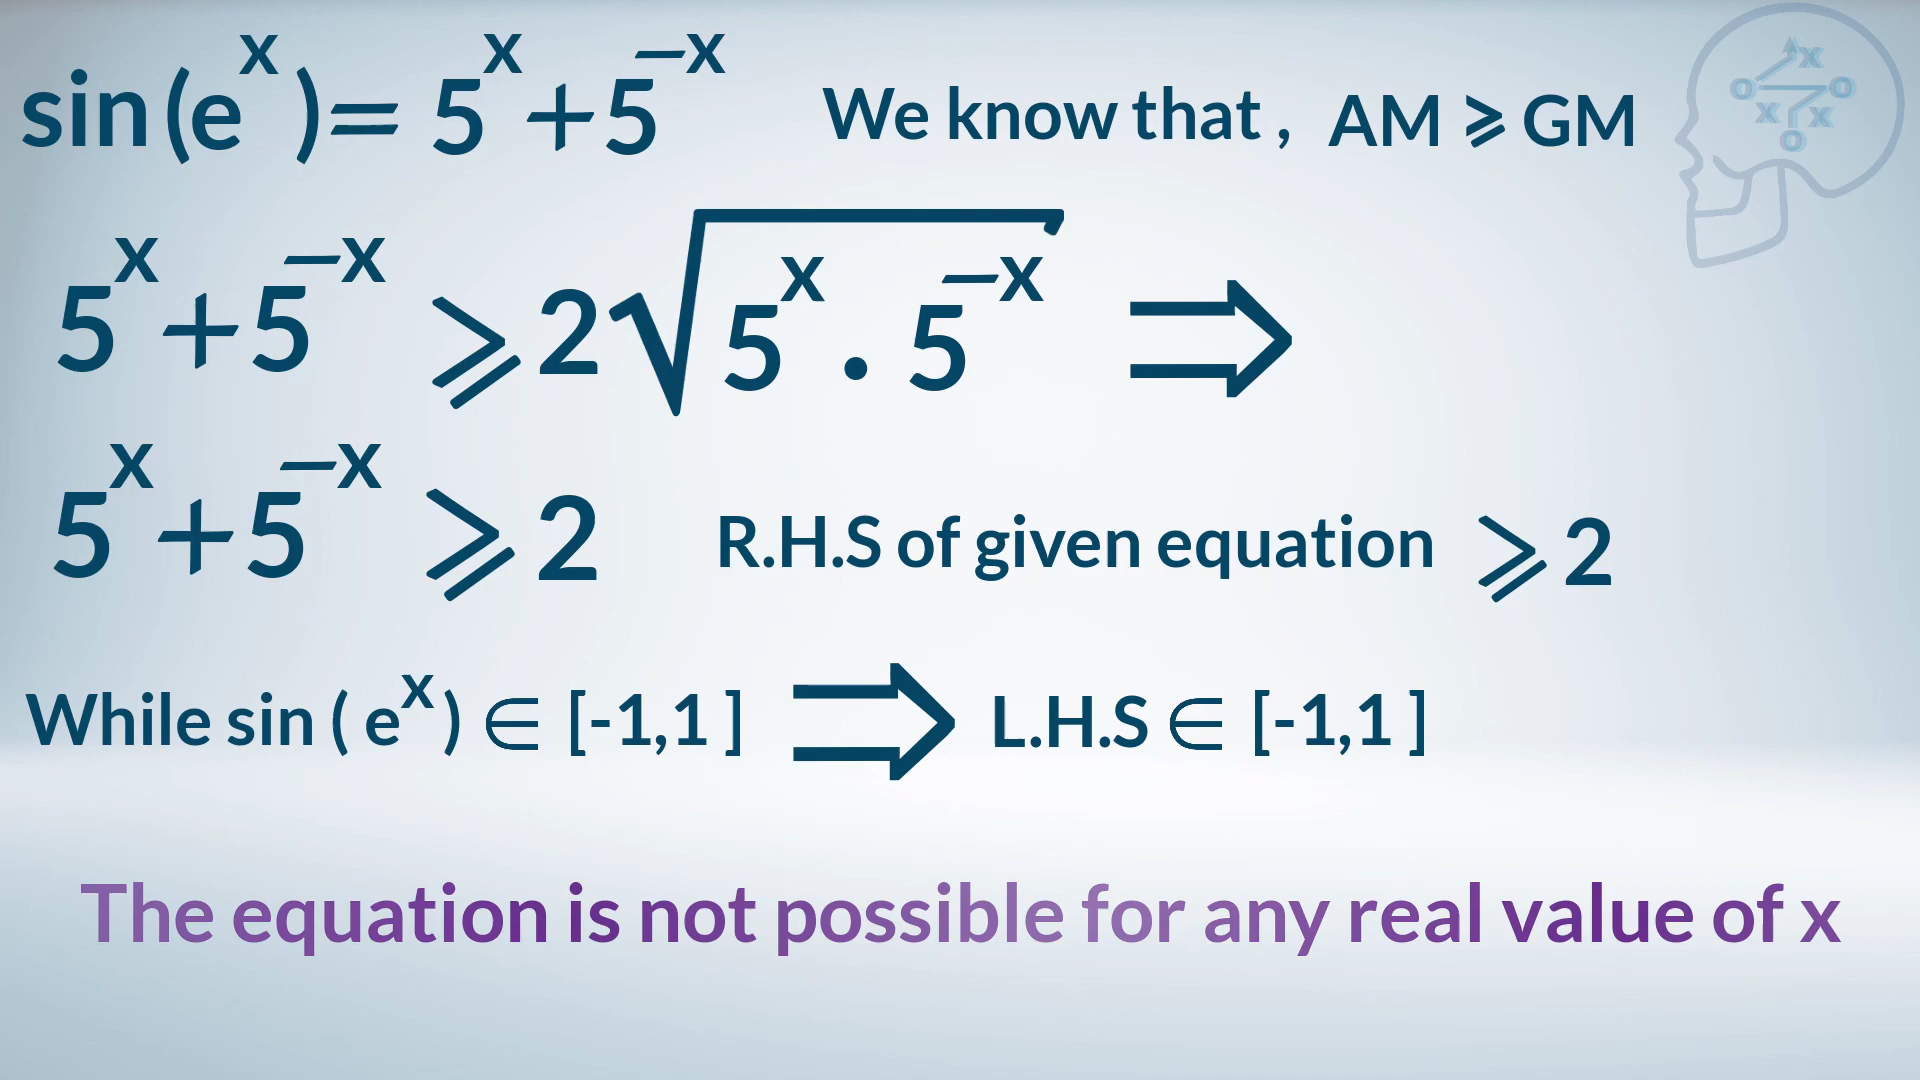 sin(eˣ) = 5ˣ+5⁻ˣ We know that , AM ⩾ GM
5ˣ+5⁻ˣ ⩾ 2√5ˣ . 5⁻ˣ ⇒
5ˣ+5⁻ˣ ⩾ 2 R.H.S of given equation ⩾ 2
While sin ( eˣ ) ∈ [-1,1 ] ⇒ L.H.S ∈ [-1,1 ]
The equation is not possible for any real value of x